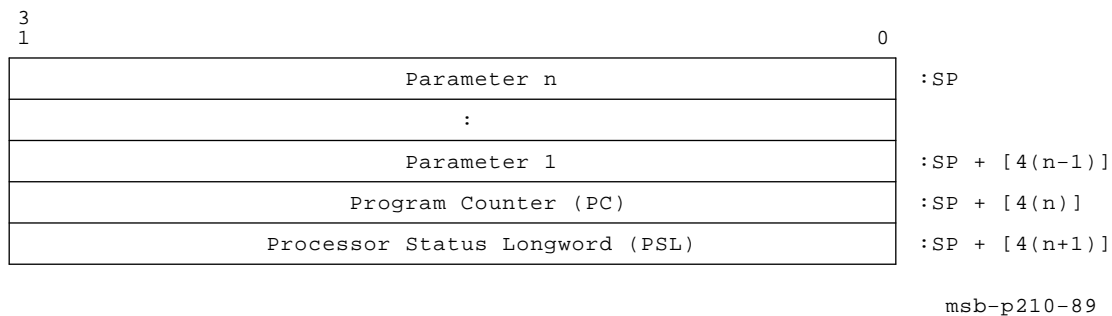 3
1 0
Parameter n :SP
:
Parameter 1 :SP + [4(n−1)]
Program Counter (PC) :SP + [4(n)]
Processor Status Longword (PSL) :SP + [4(n+1)]
msb−p210−89